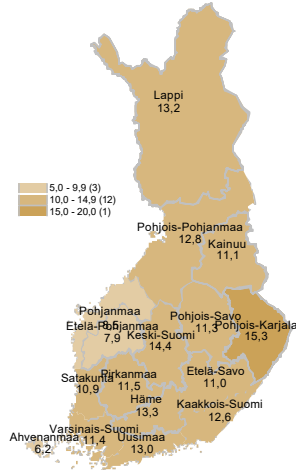 Lappi
13,2
5,0 - 9,9 (3)
10,0 - 14,9 (12)
15,0 - 20,0 (1)
Pohjois-Pohjanmaa
12,8
Kainuu
11,1
Pohjanmaa
Etelä-Pohjanmaa
7,9
Keski-Suomi
14,4
Pohjois-Savo
11,3
Pohjois-Karjala
15,3
Satakunta
10,9
Pirkanmaa
11,5
Etelä-Savo
11,0
Häme
13,3
Kaakkois-Suomi
12,6
Varsinais-Suomi
11,4
Uusimaa
13,0
Ahvenanmaa
6,2